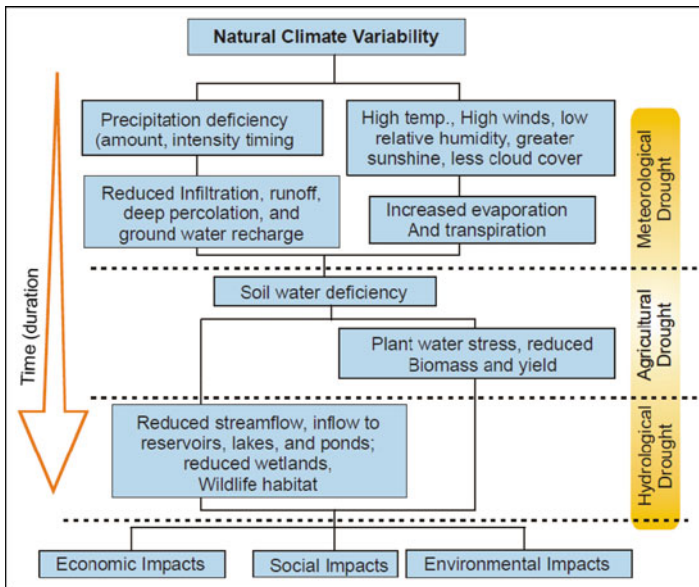 Natural Climate Variability
Precipitation deficiency
(amount, intensity timing
High temp., High winds, low
relative humidity, greater
sunshine, less cloud cover
Reduced Infiltration, runoff,
deep percolation, and
ground water recharge
Increased evaporation
And transpiration
Meteorological
Drought
Soil water deficiency
Plant water stress, reduced
Biomass and yield
Agricultural
Drought
Time (duration
Reduced streamflow, inflow to
reservoirs, lakes, and ponds;
reduced wetlands,
Wildlife habitat
Hydrological
Drought
Economic Impacts
Social Impacts
Environmental Impacts